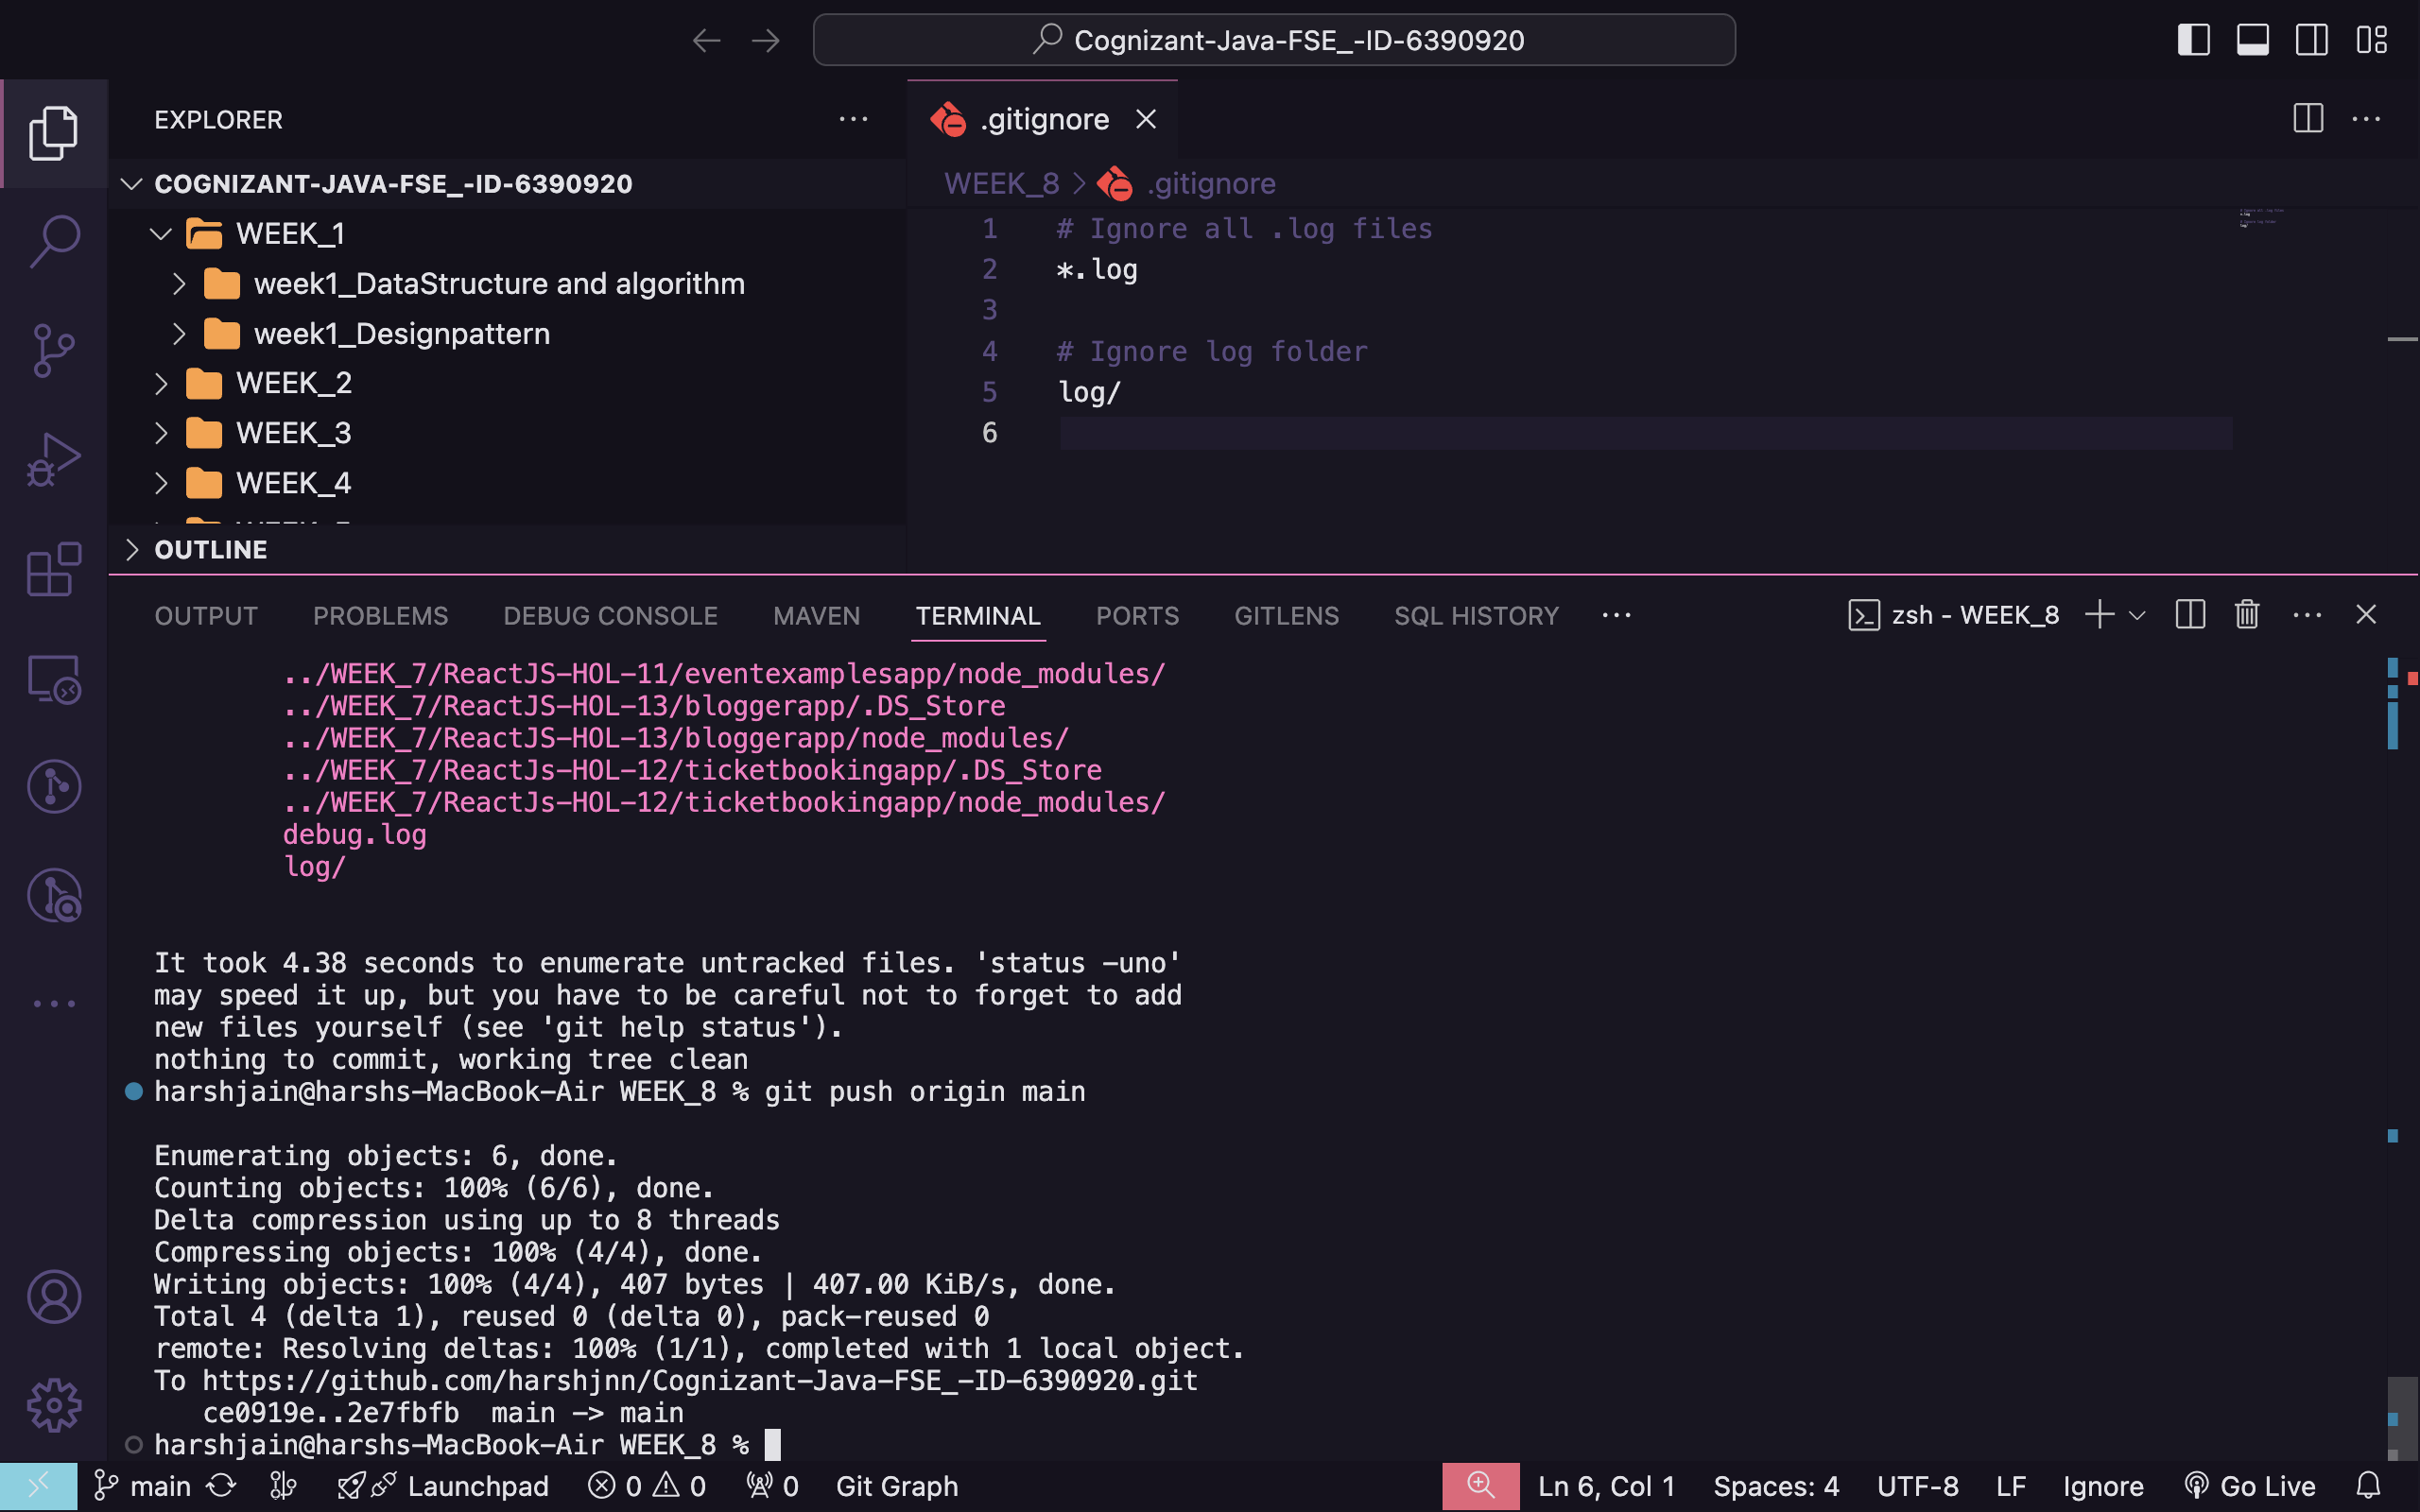 Cognizant-Java-FSE_-ID-6390920
EXPLORER
COGNIZANT-JAVA-FSE_-ID-6390920
WEEK_1
week1_DataStructure and algorithm
week1_Designpattern
WEEK_2
WEEK_3
WEEK_4
OUTLINE
.gitignore
WEEK_8 > .gitignore
1 # Ignore all .log files
2 *.log
3
4 # Ignore log folder
5 log/
6
OUTPUT PROBLEMS DEBUG CONSOLE MAVEN TERMINAL PORTS GITLENS SQL HISTORY
zsh - WEEK_8
../WEEK_7/ReactJS-HOL-11/eventexamplesapp/node_modules/
../WEEK_7/ReactJS-HOL-13/bloggerapp/.DS_Store
../WEEK_7/ReactJS-HOL-13/bloggerapp/node_modules/
../WEEK_7/ReactJs-HOL-12/ticketbookingapp/.DS_Store
../WEEK_7/ReactJs-HOL-12/ticketbookingapp/node_modules/
debug.log
log/
It took 4.38 seconds to enumerate untracked files. 'status -uno'
may speed it up, but you have to be careful not to forget to add
new files yourself (see 'git help status').
nothing to commit, working tree clean
harshjain@harshs-MacBook-Air WEEK_8 % git push origin main
Enumerating objects: 6, done.
Counting objects: 100% (6/6), done.
Delta compression using up to 8 threads
Compressing objects: 100% (4/4), done.
Writing objects: 100% (4/4), 407 bytes | 407.00 KiB/s, done.
Total 4 (delta 1), reused 0 (delta 0), pack-reused 0
remote: Resolving deltas: 100% (1/1), completed with 1 local object.
To https://github.com/harshjnn/Cognizant-Java-FSE_-ID-6390920.git
ce0919e..2e7fbfb  main -> main
harshjain@harshs-MacBook-Air WEEK_8 %
main Launchpad 0 0 0 Git Graph Ln 6, Col 1 Spaces: 4 UTF-8 LF Ignore Go Live